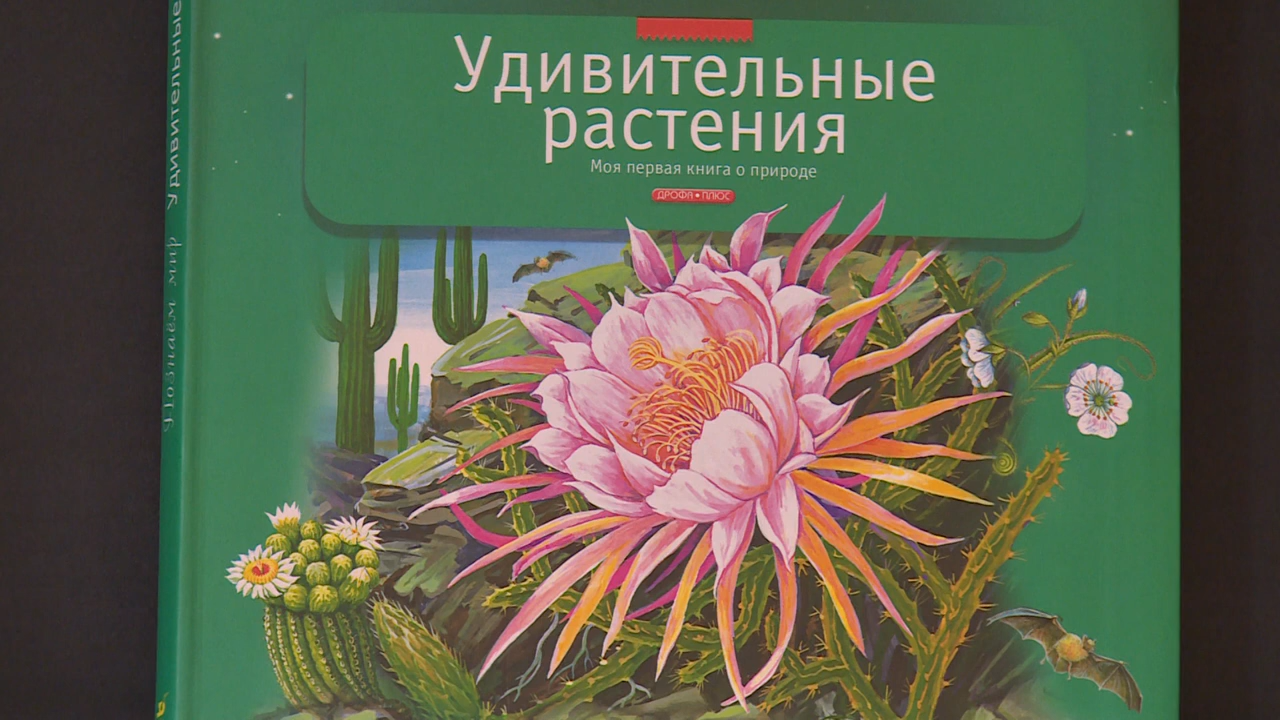 Удивительные
растения
Моя первая книга о природе
ДРОФА • ПЛЮС
Познаём мир Удивительные